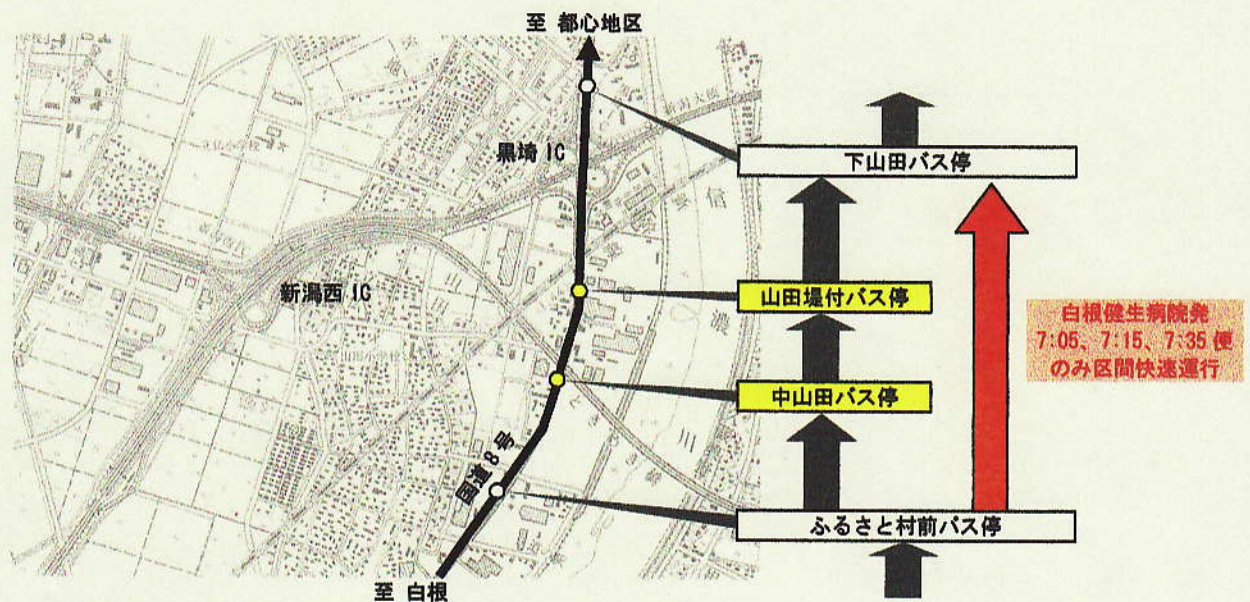 至 都心地区
黒埼 IC
新潟西 IC
国道8号
至 白根
下山田バス停
山田堤付バス停
中山田バス停
ふるさと村前バス停
白根健生病院発
7:05、7:15、7:35 便
のみ区間快速運行